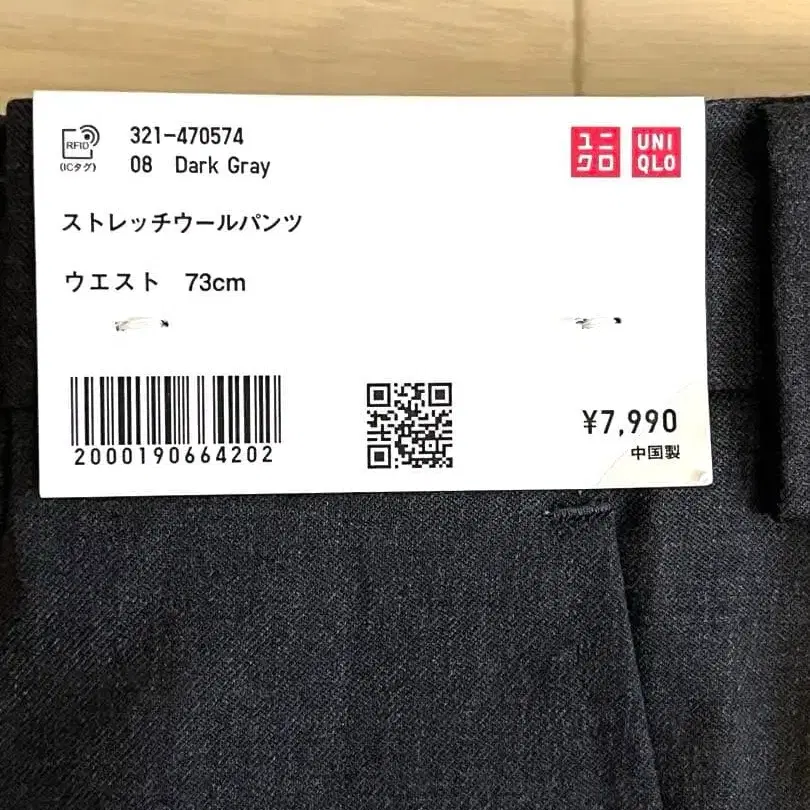 RFID
(ICタグ)
321-470574
08 Dark Gray
ユニクロ
UNIQLO
ストレッチウールパンツ
ウエスト 73cm
2000190664202
¥7,990
中国製